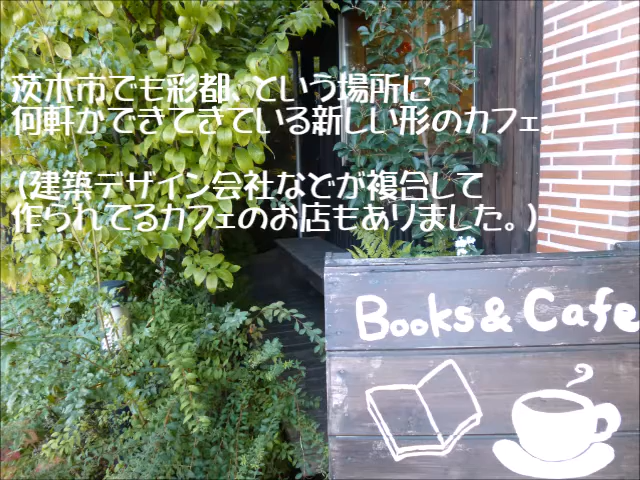 茨木市でも彩都、という場所に
何軒かできてきている新しい形のカフェ。
(建築デザイン会社などが複合して
作られてるカフェのお店もありました。)
Books & Cafe